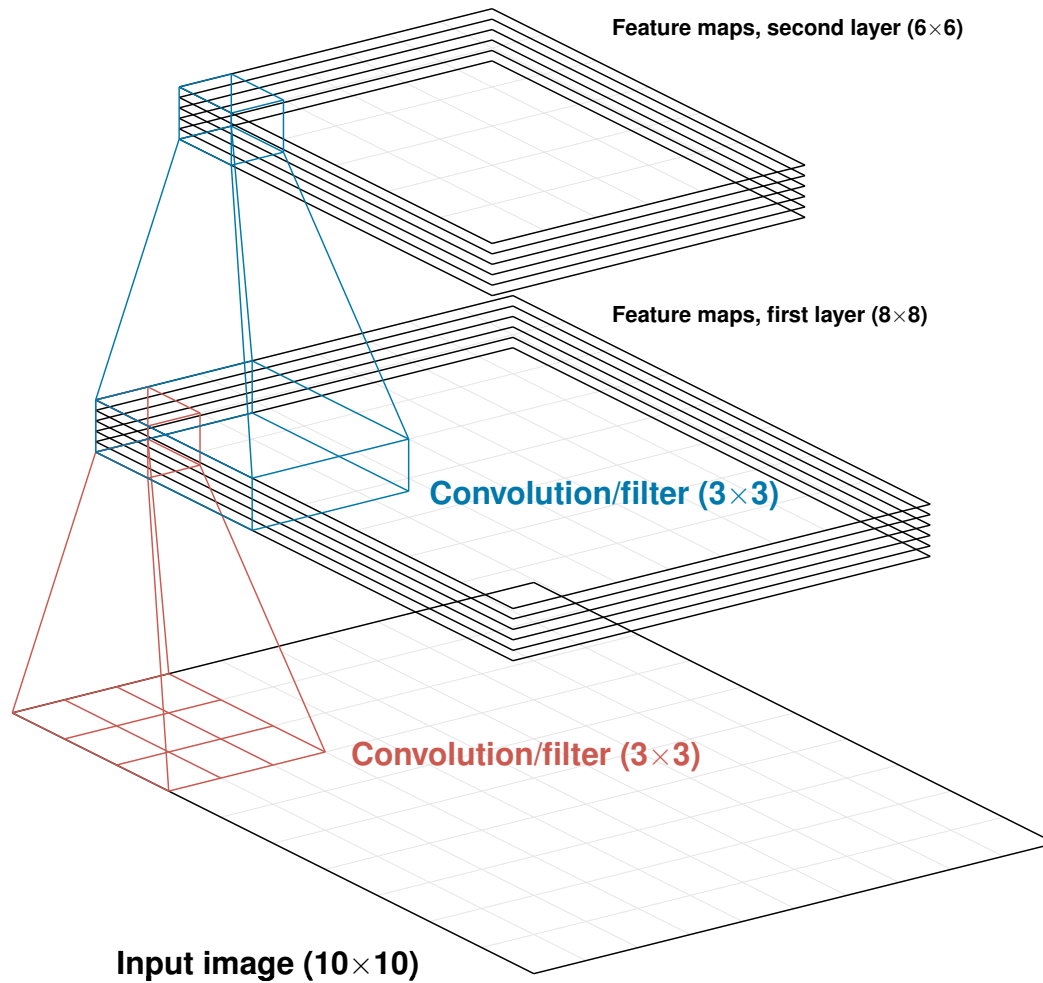 Feature maps, second layer (6×6)
Feature maps, first layer (8×8)
Convolution/filter (3×3)
Convolution/filter (3×3)
Input image (10×10)